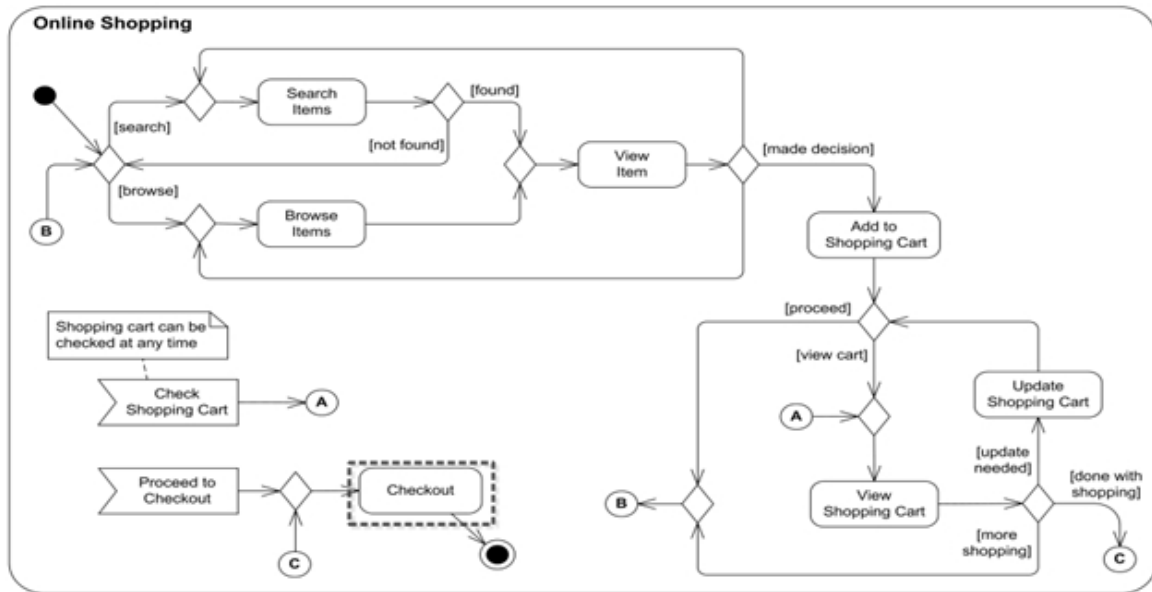 Online Shopping
[search]
Search
Items
[found]
[not found]
[browse]
B
Browse
Items
View
Item
[made decision]
Add to
Shopping Cart
[proceed]
[view cart]
Shopping cart can be
checked at any time
Check
Shopping Cart
A
A
Update
Shopping Cart
[update
needed]
[done with
shopping]
Proceed to
Checkout
Checkout
B
View
Shopping Cart
[more
shopping]
C
C